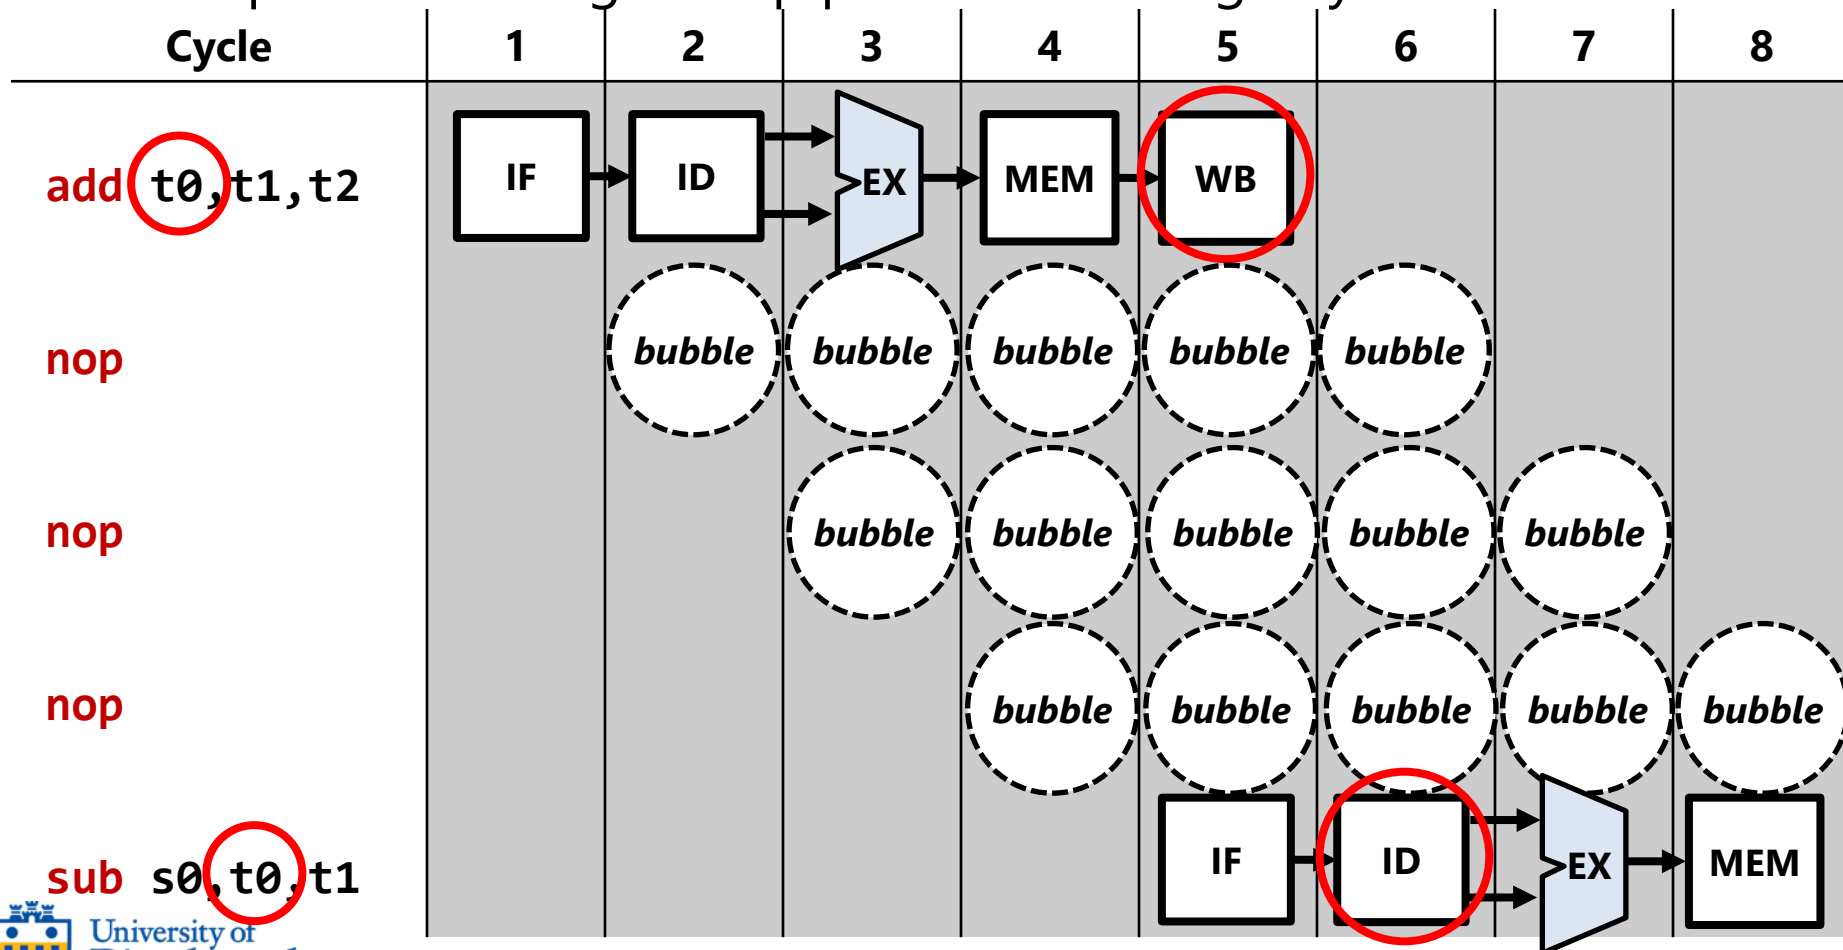 Cycle 1 2 3 4 5 6 7 8
add t0,t1,t2 IF ID EX MEM WB
nop bubble bubble bubble bubble bubble
nop bubble bubble bubble bubble bubble
nop bubble bubble bubble bubble bubble
sub s0,t0,t1 IF ID EX MEM
University of